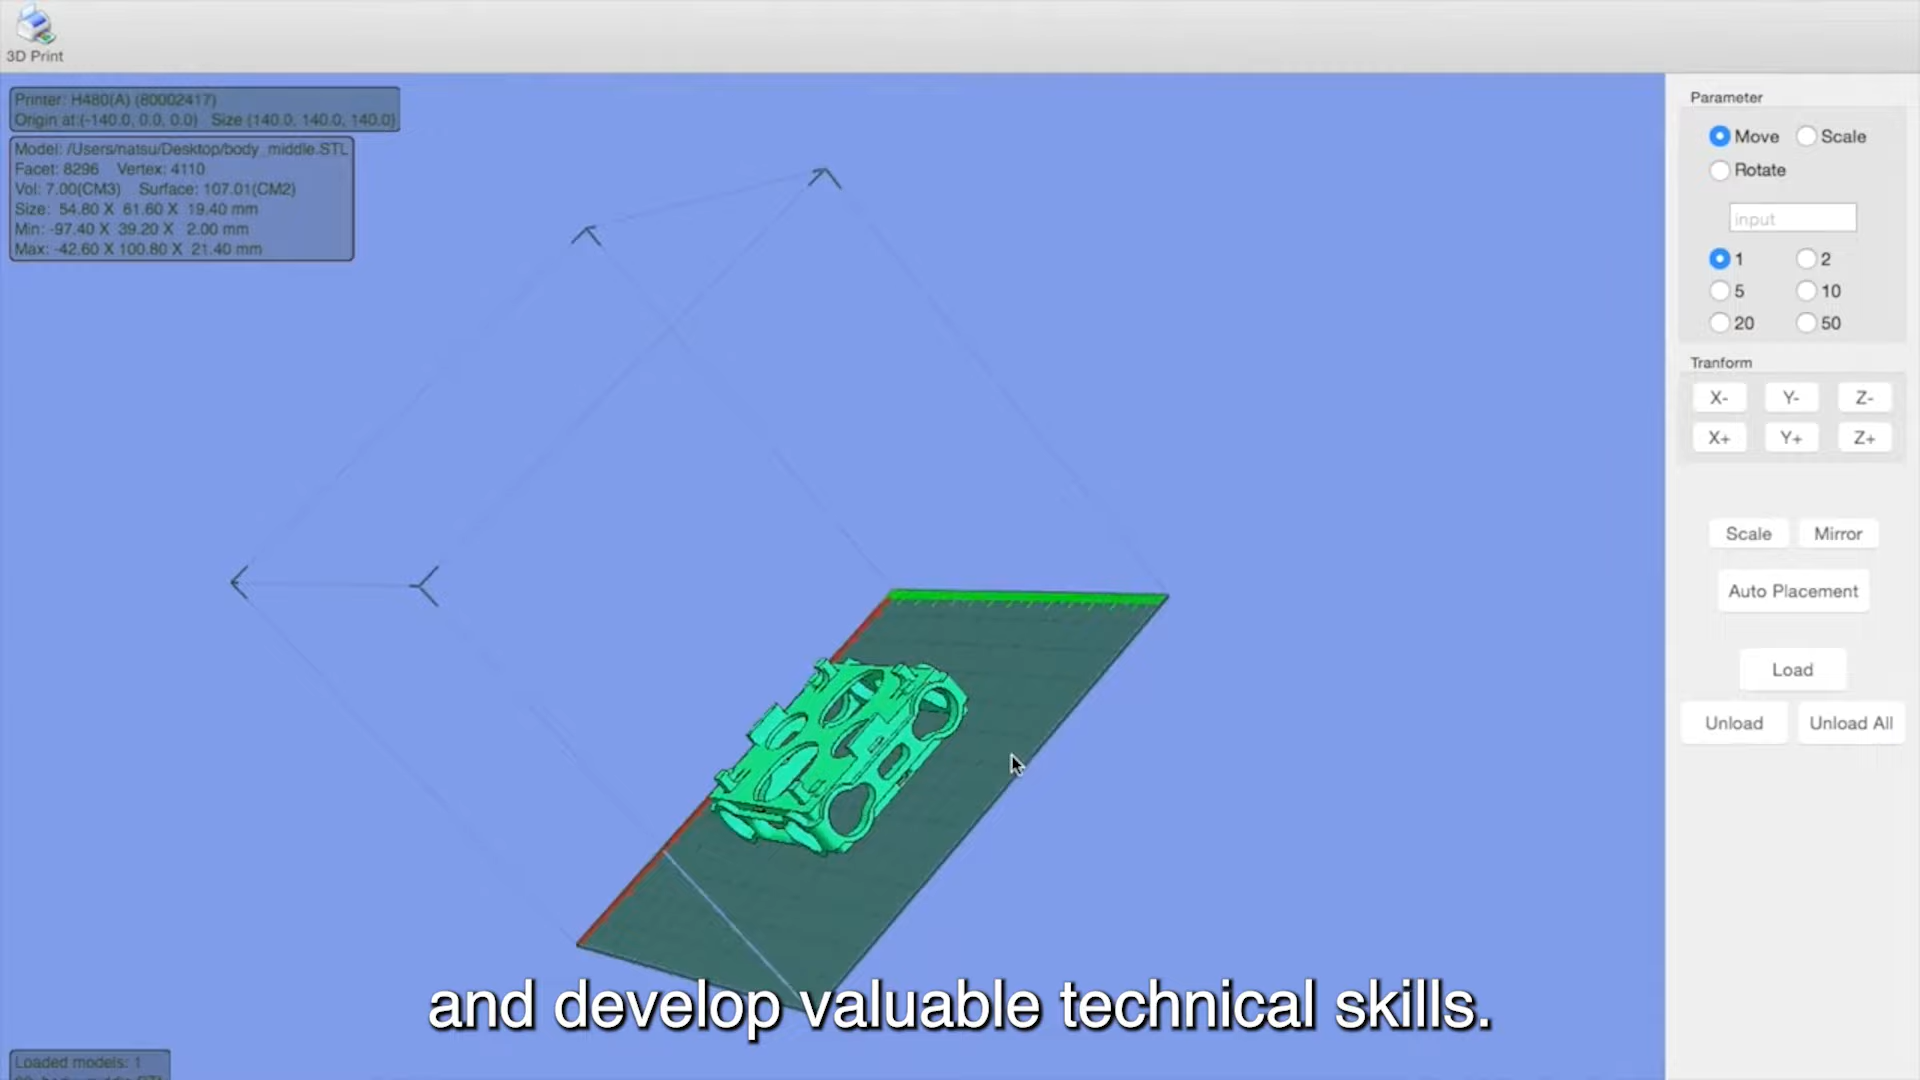 3D Print
Printer: H480(A) (80002417)
Origin at:(-140.0, 0.0, 0.0) Size (140.0, 140.0, 140.0)
Model: /Users/natsu/Desktop/body_middle.STL
Facet: 8296 Vertex: 4110
Vol: 7.00(CM3) Surface: 107.01(CM2)
Size: 54.80 X 61.60 X 19.40 mm
Min: -97.40 X 39.20 X 2.00 mm
Max: -42.60 X 100.80 X 21.40 mm
Parameter
Move Scale
Rotate
input
1 2
5 10
20 50
Tranform
X- Y- Z-
X+ Y+ Z+
Scale Mirror
Auto Placement
Load
Unload Unload All
and develop valuable technical skills.
Loaded models: 1